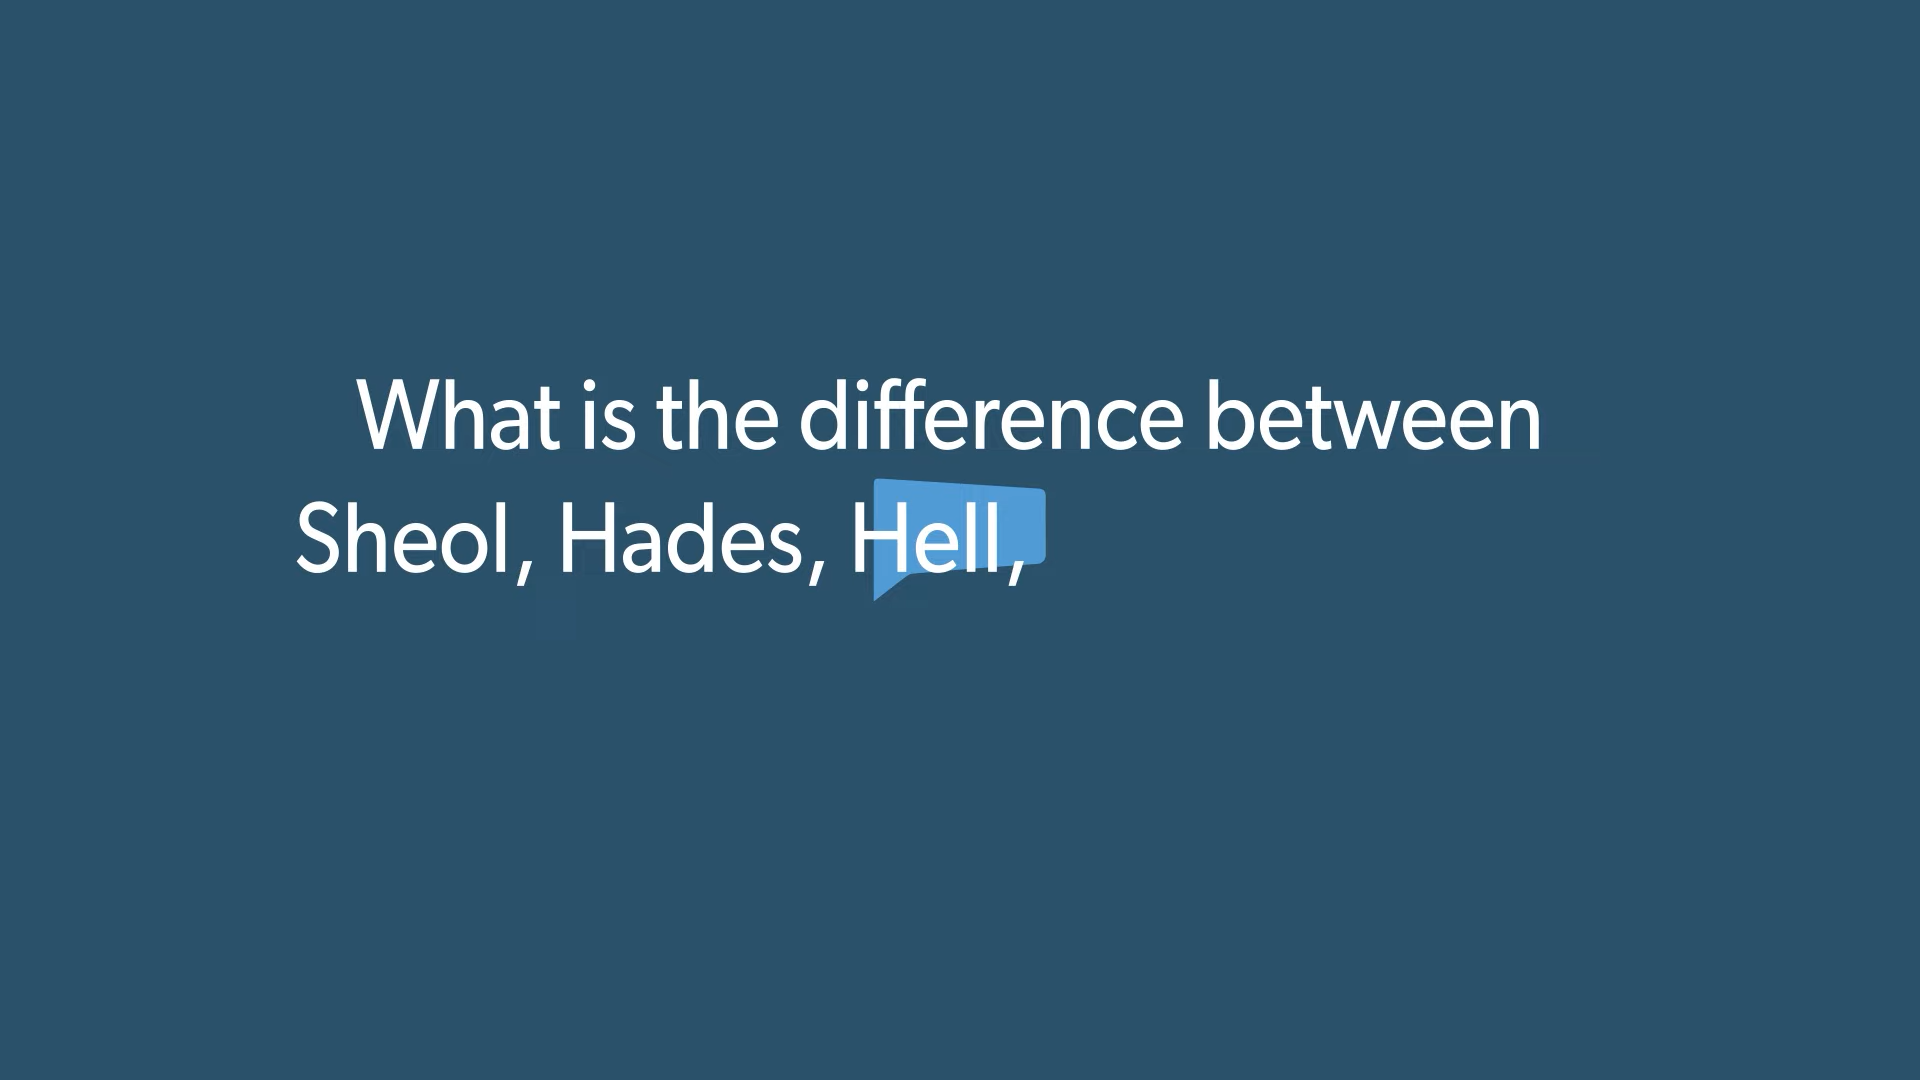 What is the difference between
Sheol, Hades, Hell,